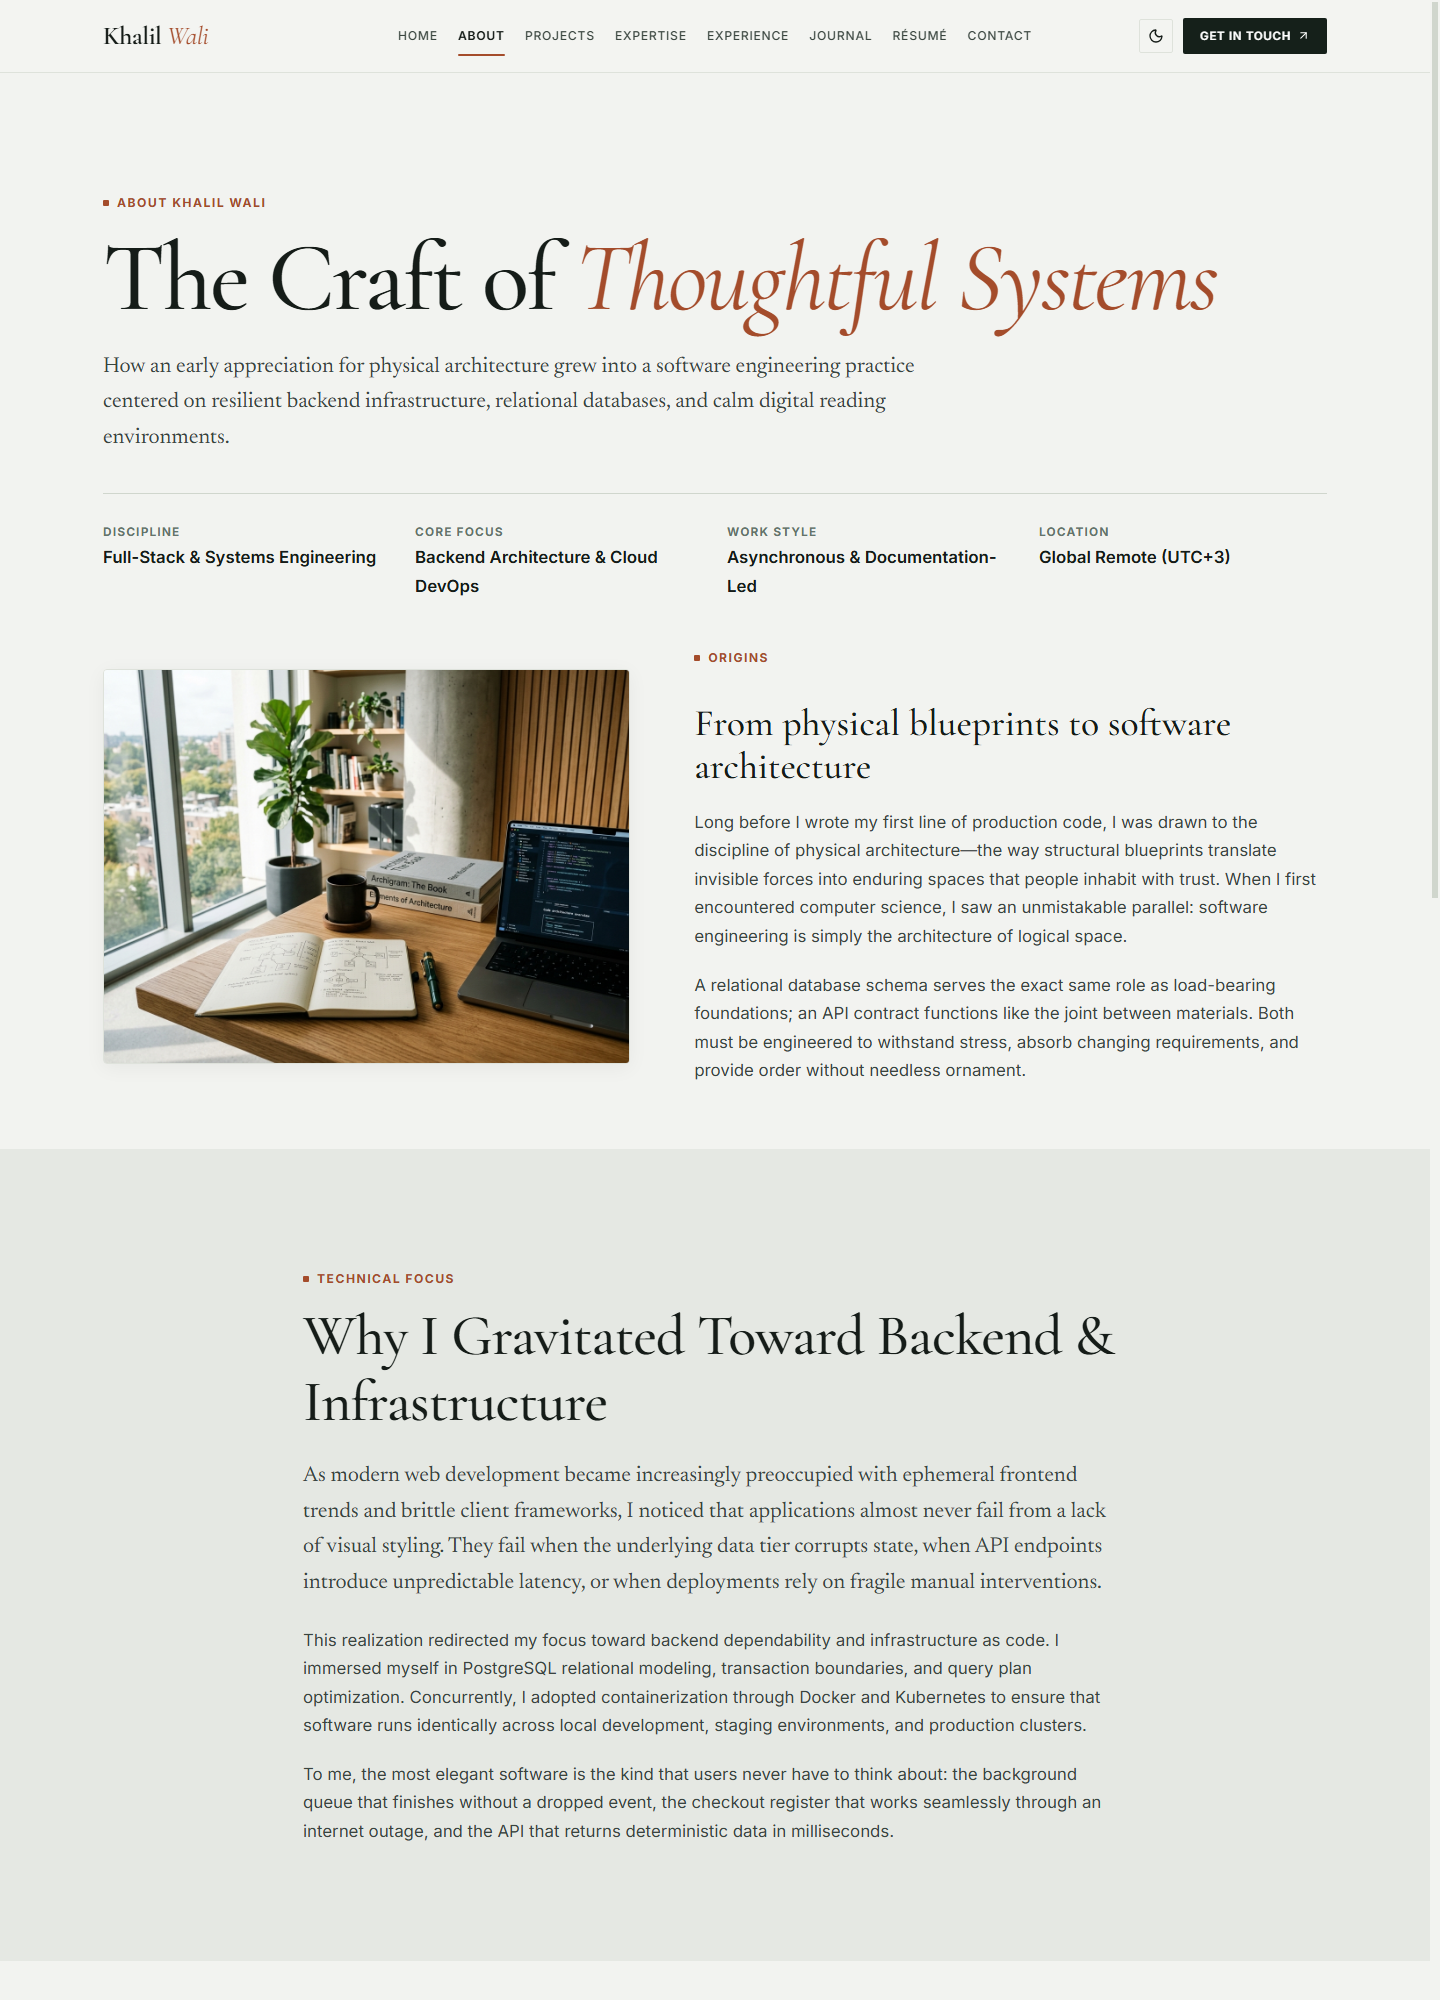 Khalil Wali
HOME ABOUT PROJECTS EXPERTISE EXPERIENCE JOURNAL RÉSUMÉ CONTACT
GET IN TOUCH
ABOUT KHALIL WALI
The Craft of Thoughtful Systems
How an early appreciation for physical architecture grew into a software engineering practice
centered on resilient backend infrastructure, relational databases, and calm digital reading
environments.
DISCIPLINE
Full-Stack & Systems Engineering
CORE FOCUS
Backend Architecture & Cloud
DevOps
WORK STYLE
Asynchronous & Documentation-
Led
LOCATION
Global Remote (UTC+3)
Archigram: The Book
Elements of Architecture
ORIGINS
From physical blueprints to software
architecture
Long before I wrote my first line of production code, I was drawn to the
discipline of physical architecture—the way structural blueprints translate
invisible forces into enduring spaces that people inhabit with trust. When I first
encountered computer science, I saw an unmistakable parallel: software
engineering is simply the architecture of logical space.
A relational database schema serves the exact same role as load-bearing
foundations; an API contract functions like the joint between materials. Both
must be engineered to withstand stress, absorb changing requirements, and
provide order without needless ornament.
TECHNICAL FOCUS
Why I Gravitated Toward Backend &
Infrastructure
As modern web development became increasingly preoccupied with ephemeral frontend
trends and brittle client frameworks, I noticed that applications almost never fail from a lack
of visual styling. They fail when the underlying data tier corrupts state, when API endpoints
introduce unpredictable latency, or when deployments rely on fragile manual interventions.
This realization redirected my focus toward backend dependability and infrastructure as code. I
immersed myself in PostgreSQL relational modeling, transaction boundaries, and query plan
optimization. Concurrently, I adopted containerization through Docker and Kubernetes to ensure that
software runs identically across local development, staging environments, and production clusters.
To me, the most elegant software is the kind that users never have to think about: the background
queue that finishes without a dropped event, the checkout register that works seamlessly through an
internet outage, and the API that returns deterministic data in milliseconds.